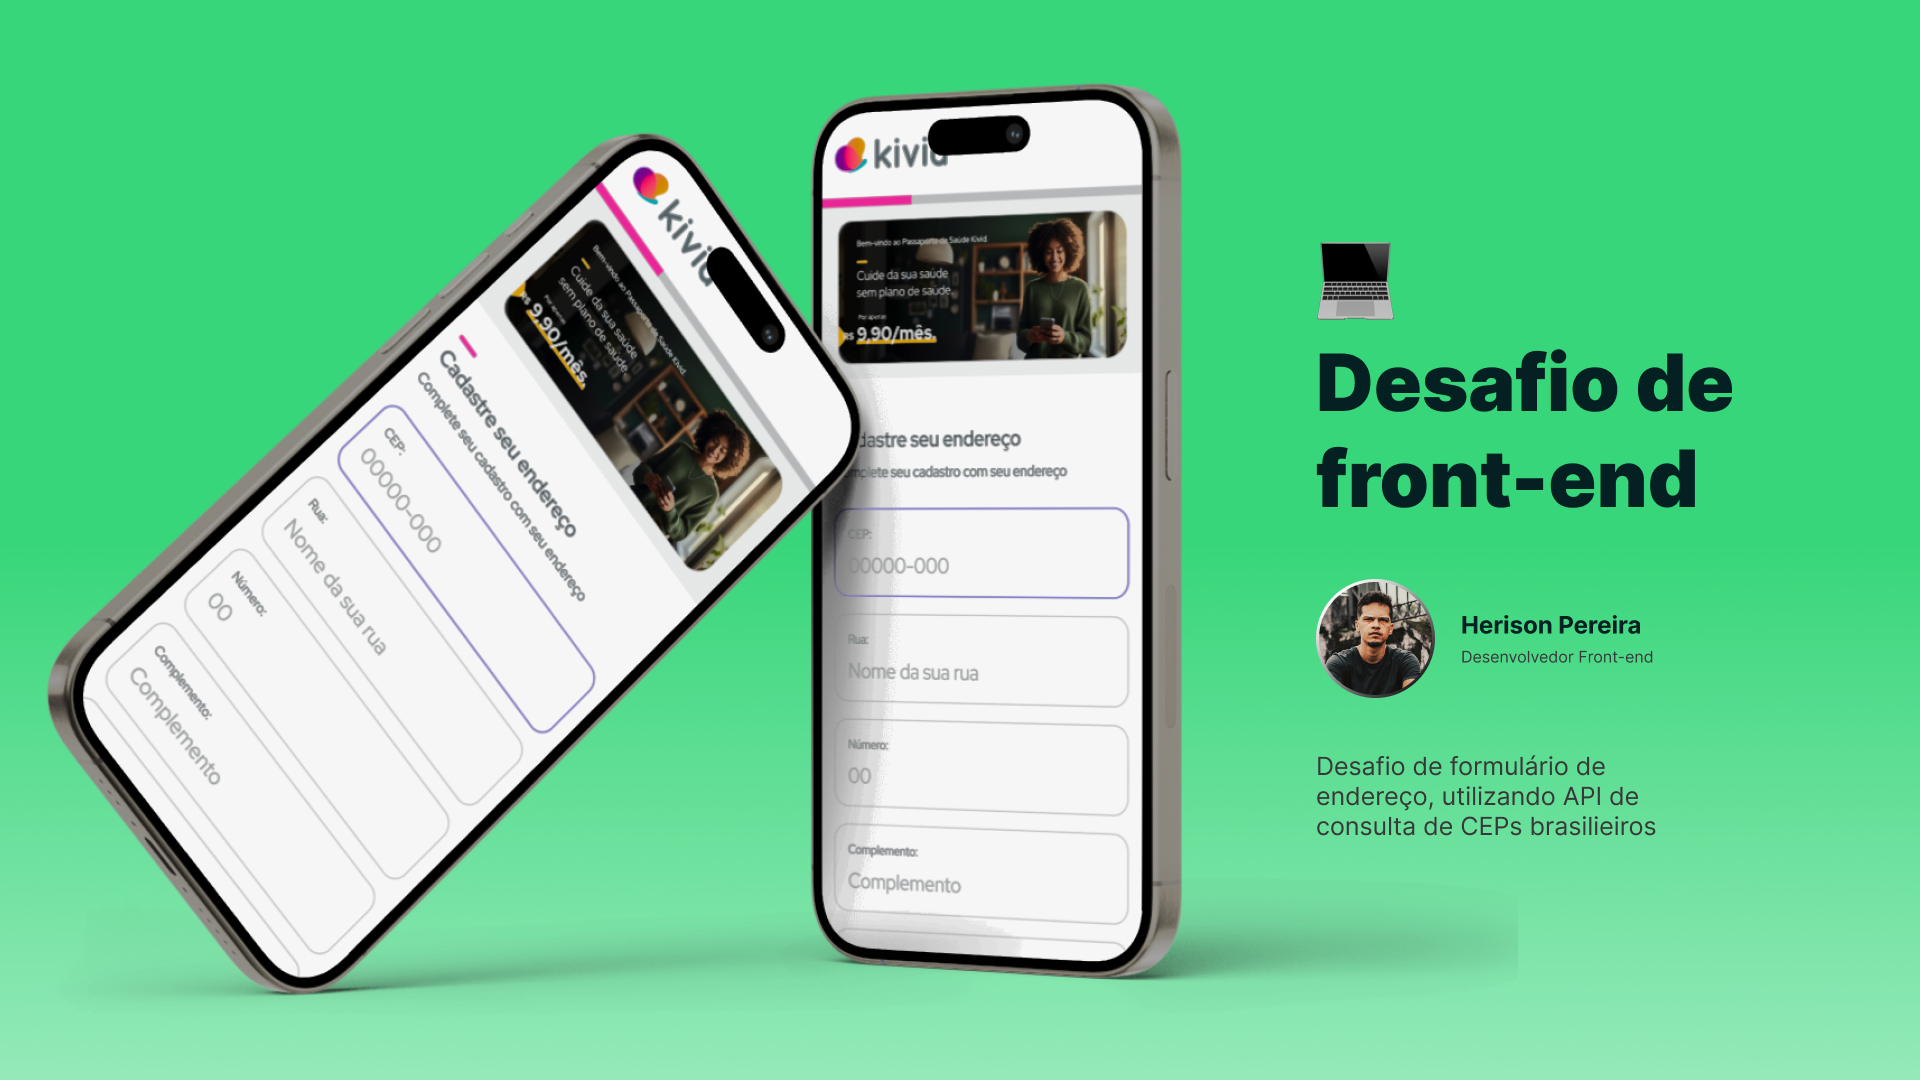 kivid
Bem-vindo ao Passaporte de Saúde Kivid.
Cuide da sua saúde
sem plano de saúde.
Por apenas
R$ 9,90/mês.
Cadastre seu endereço
Complete seu cadastro com seu endereço
CEP:
00000-000
Rua:
Nome da sua rua
Número:
00
Complemento:
Complemento
kivid
Bem-vindo ao Passaporte de Saúde Kivid.
Cuide da sua saúde
sem plano de saúde.
Por apenas
R$ 9,90/mês.
dastre seu endereço
mplete seu cadastro com seu endereço
CEP:
00000-000
Rua:
Nome da sua rua
Número:
00
Complemento:
Complemento
Desafio de
front-end
Herison Pereira
Desenvolvedor Front-end
Desafio de formulário de
endereço, utilizando API de
consulta de CEPs brasilieiros